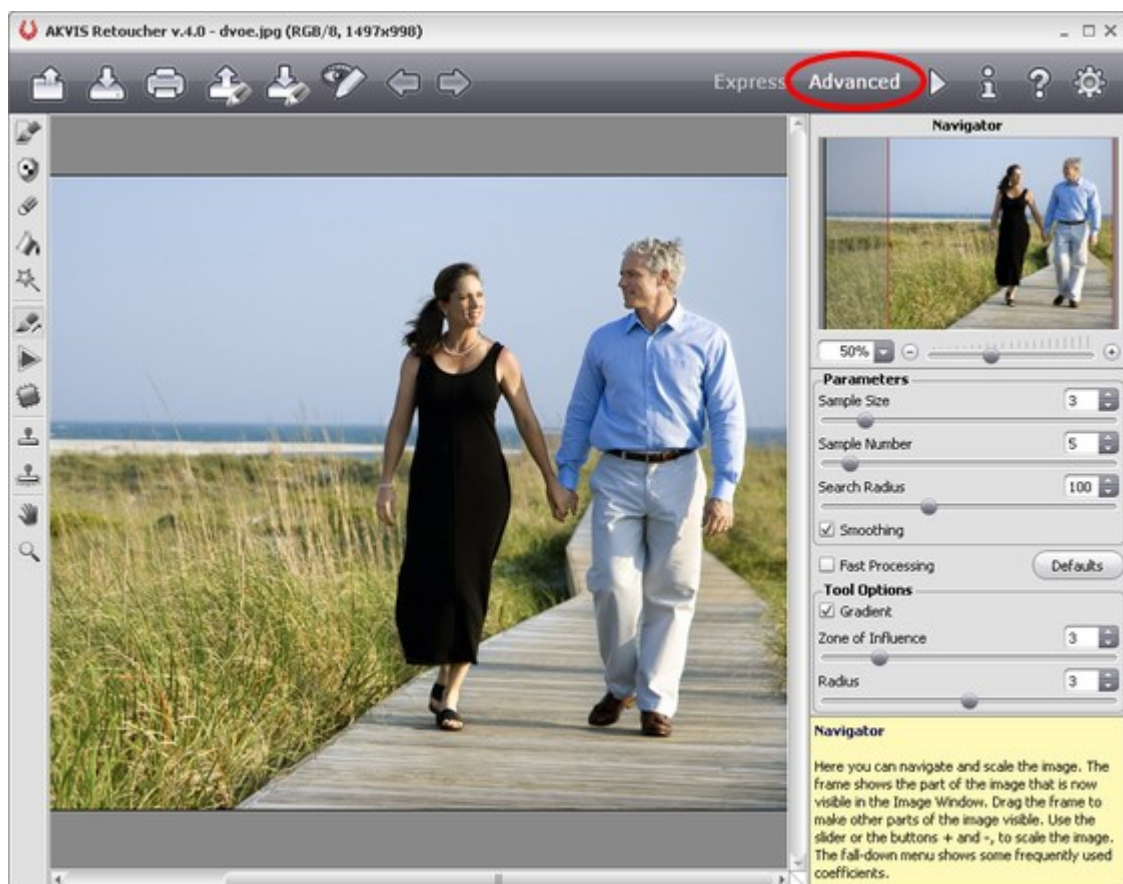 AKVIS Retoucher v.4.0 - dvoe.jpg (RGB/8, 1497x998)
Express
Advanced
Navigator
50%
Parameters
Sample Size
3
Sample Number
5
Search Radius
100
Smoothing
Fast Processing
Defaults
Tool Options
Gradient
Zone of Influence
3
Radius
3
Navigator
Here you can navigate and scale the image. The
frame shows the part of the image that is now
visible in the Image Window. Drag the frame to
make other parts of the image visible. Use the
slider or the buttons + and -, to scale the image.
The fall-down menu shows some frequently used
coefficients.